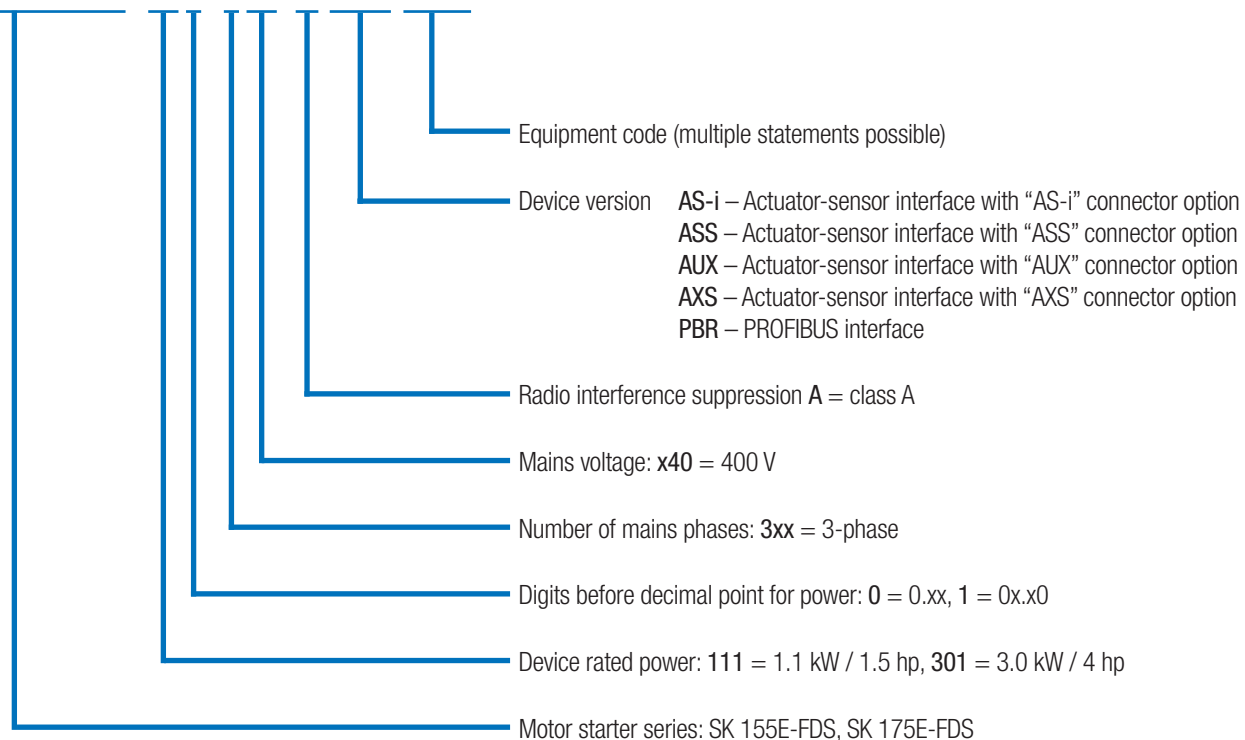 Equipment code (multiple statements possible)
Device version AS-i – Actuator-sensor interface with “AS-i” connector option
ASS – Actuator-sensor interface with “ASS” connector option
AUX – Actuator-sensor interface with “AUX” connector option
AXS – Actuator-sensor interface with “AXS” connector option
PBR – PROFIBUS interface
Radio interference suppression A = class A
Mains voltage: x40 = 400 V
Number of mains phases: 3xx = 3-phase
Digits before decimal point for power: 0 = 0.xx, 1 = 0x.x0
Device rated power: 111 = 1.1 kW / 1.5 hp, 301 = 3.0 kW / 4 hp
Motor starter series: SK 155E-FDS, SK 175E-FDS